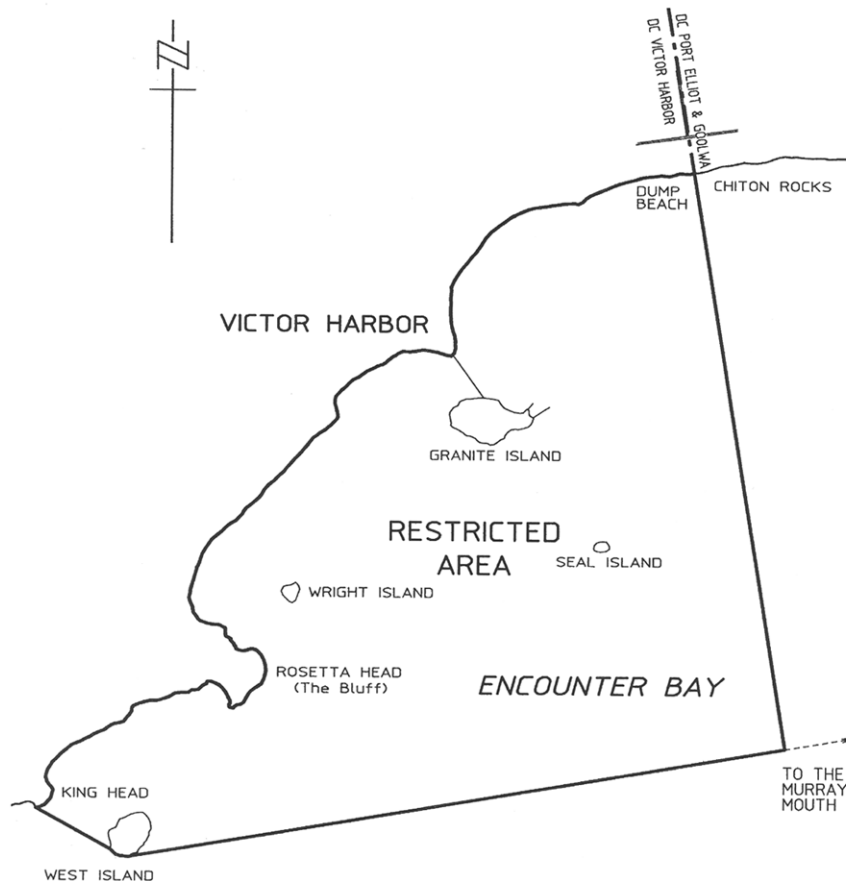 N
DC PORT ELLIOT & GOOLWA
DC VICTOR HARBOR
DUMP
BEACH
CHITON ROCKS
VICTOR HARBOR
GRANITE ISLAND
RESTRICTED
AREA
SEAL ISLAND
WRIGHT ISLAND
ROSETTA HEAD
(The Bluff)
ENCOUNTER BAY
TO THE
MURRAY
MOUTH
KING HEAD
WEST ISLAND